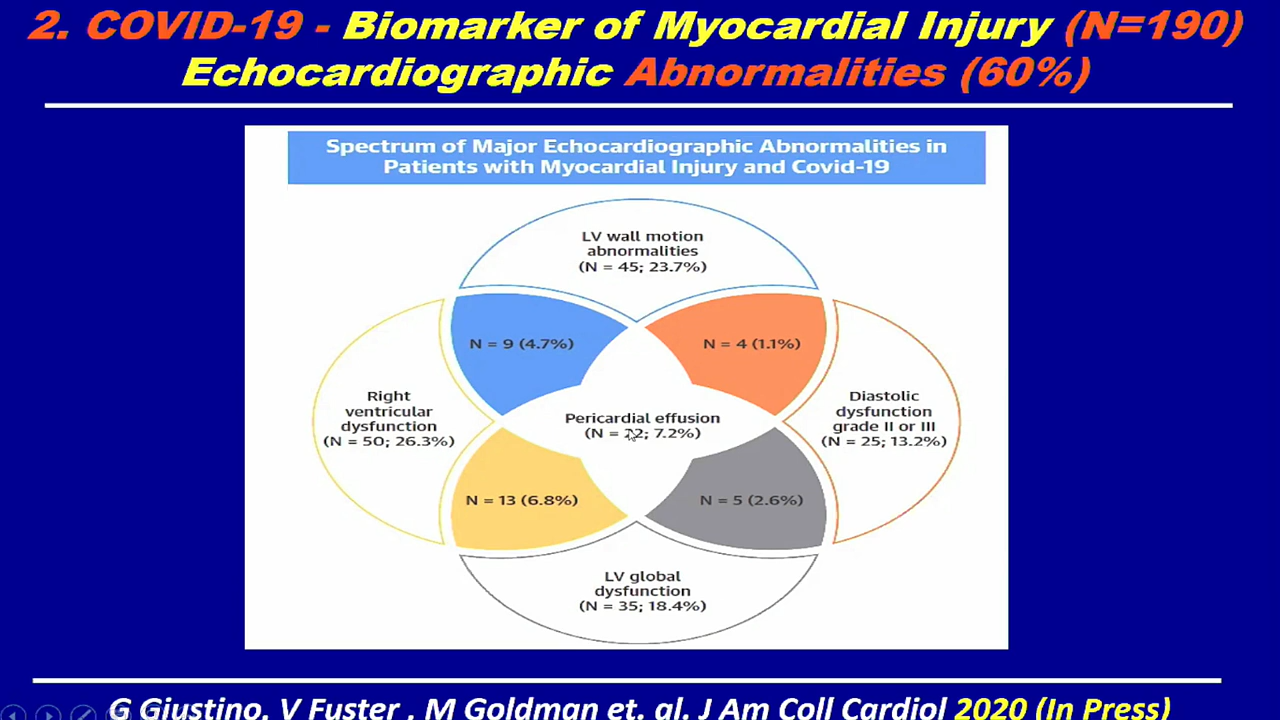 2. COVID-19 - Biomarker of Myocardial Injury (N=190)
Echocardiographic Abnormalities (60%)
Spectrum of Major Echocardiographic Abnormalities in
Patients with Myocardial Injury and Covid-19
LV wall motion
abnormalities
(N = 45; 23.7%)
N = 9 (4.7%)
N = 4 (1.1%)
Right
ventricular
dysfunction
(N = 50; 26.3%)
Pericardial effusion
(N = 22; 7.2%)
Diastolic
dysfunction
grade II or III
(N = 25; 13.2%)
N = 13 (6.8%)
N = 5 (2.6%)
LV global
dysfunction
(N = 35; 18.4%)
G Giustino, V Fuster , M Goldman et. al. J Am Coll Cardiol 2020 (In Press)